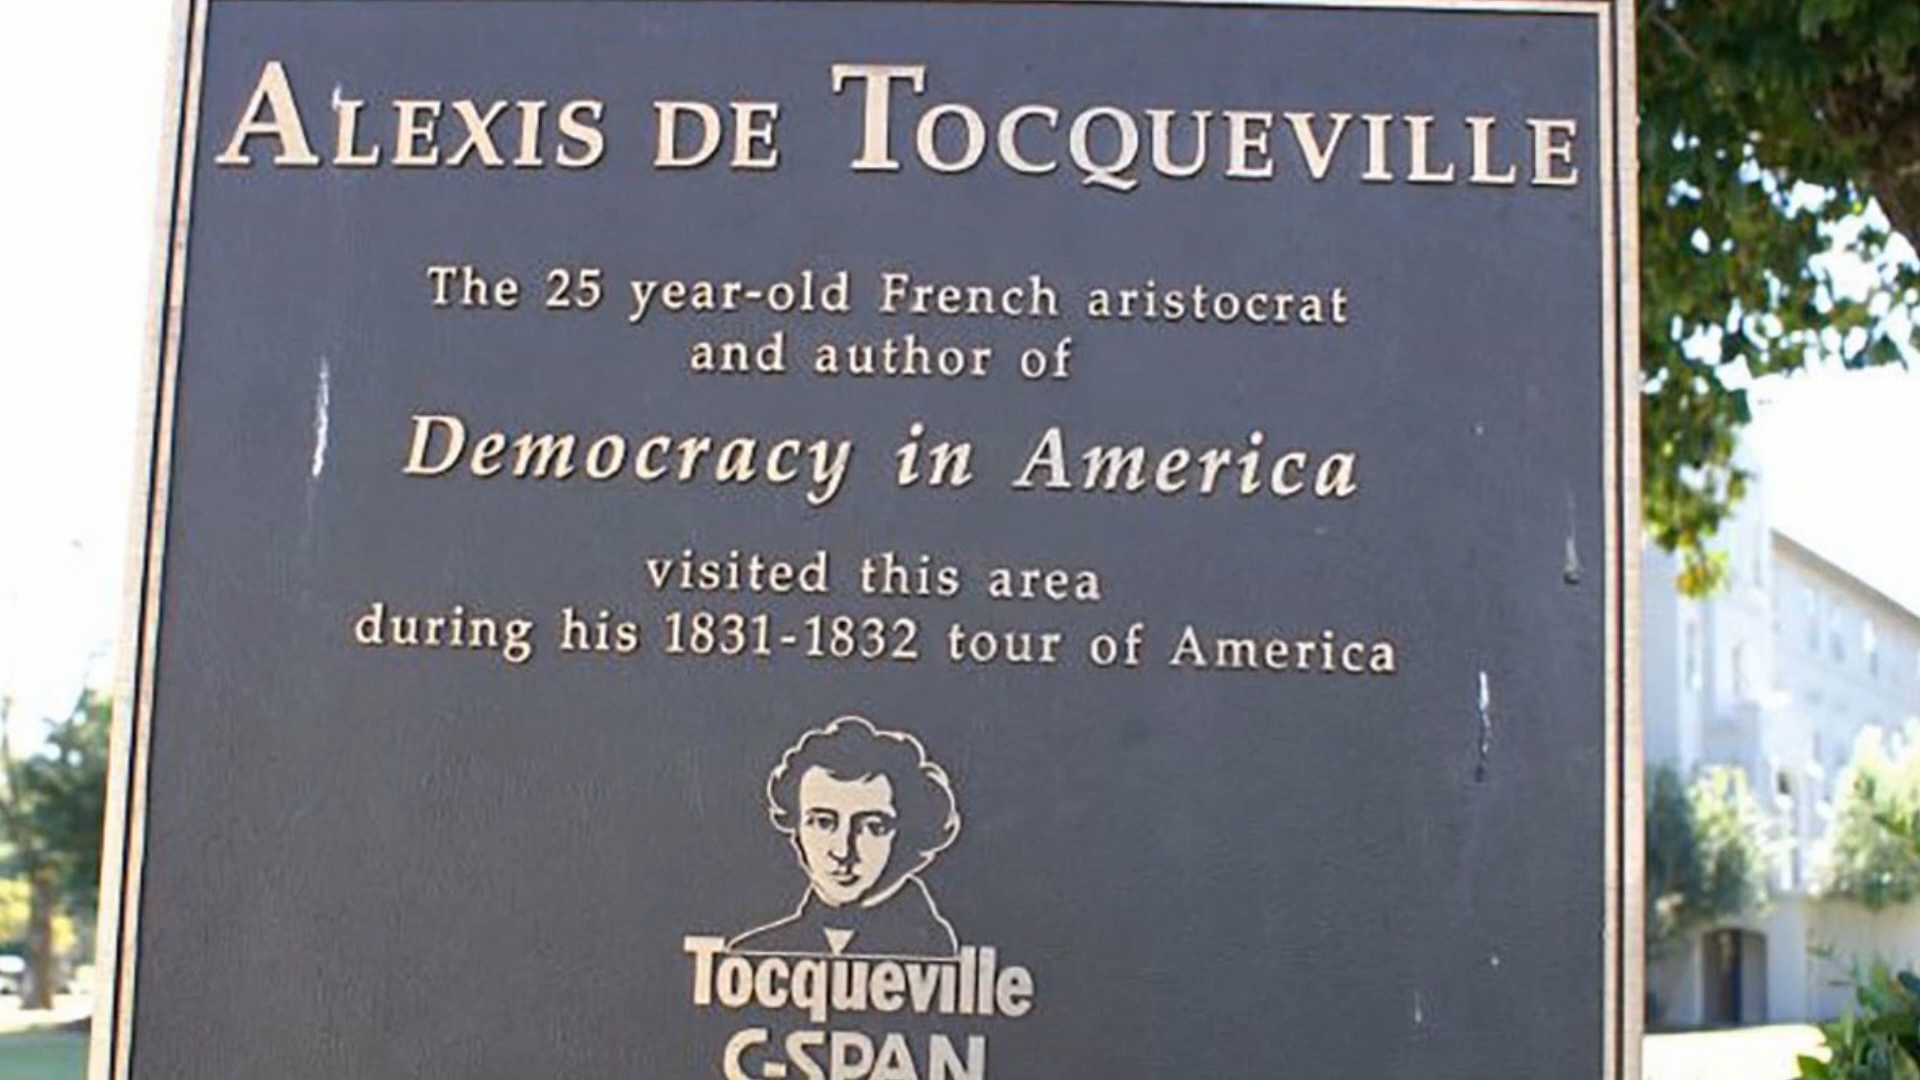 ALEXIS DE TOCQUEVILLE
The 25 year-old French aristocrat
and author of
Democracy in America
visited this area
during his 1831-1832 tour of America
Tocqueville
C-SPAN